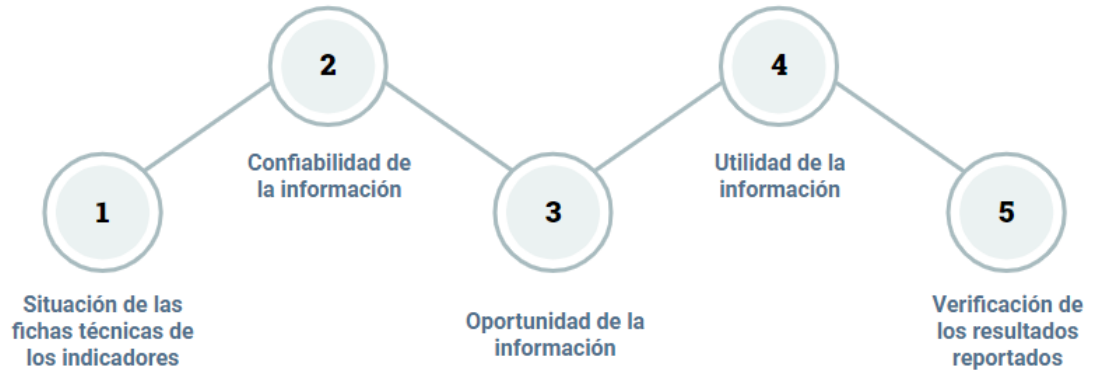 1
Situación de las
fichas técnicas de
los indicadores
2
Confiabilidad de
la información
3
Oportunidad de la
información
4
Utilidad de la
información
5
Verificación de
los resultados
reportados